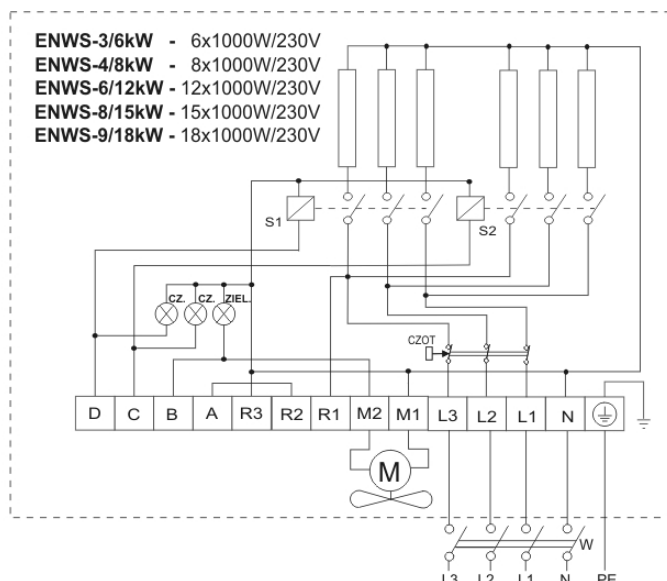 ENWS-3/6kW - 6x1000W/230V
ENWS-4/8kW - 8x1000W/230V
ENWS-6/12kW - 12x1000W/230V
ENWS-8/15kW - 15x1000W/230V
ENWS-9/18kW - 18x1000W/230V
S1 S2
CZ. CZ. ZIEL.
CZOT
D C B A R3 R2 R1 M2 M1 L3 L2 L1 N
M
W
L3 L2 L1 N PE